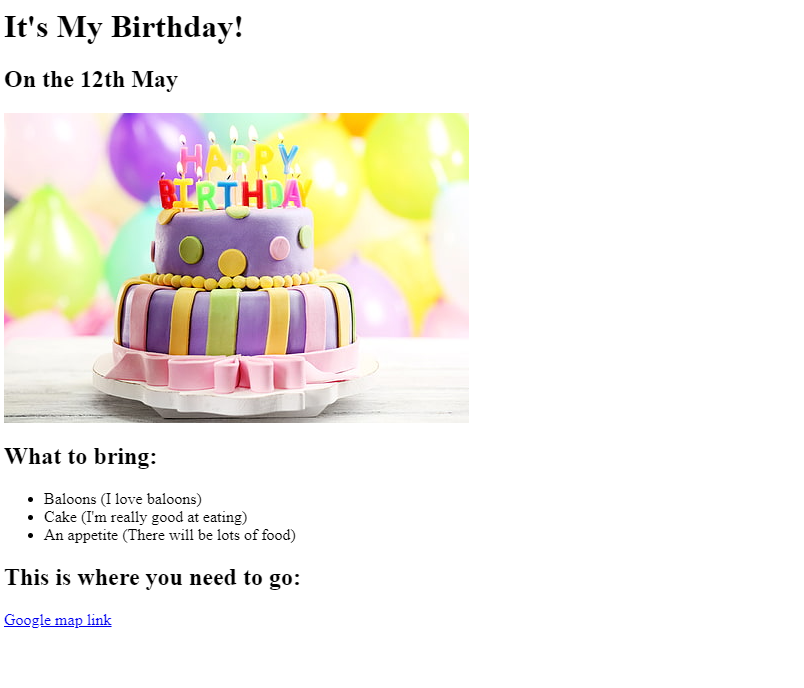 It's My Birthday!
On the 12th May
HAPPY
BIRTHDAY
What to bring:
Baloons (I love baloons)
Cake (I'm really good at eating)
An appetite (There will be lots of food)
This is where you need to go:
Google map link